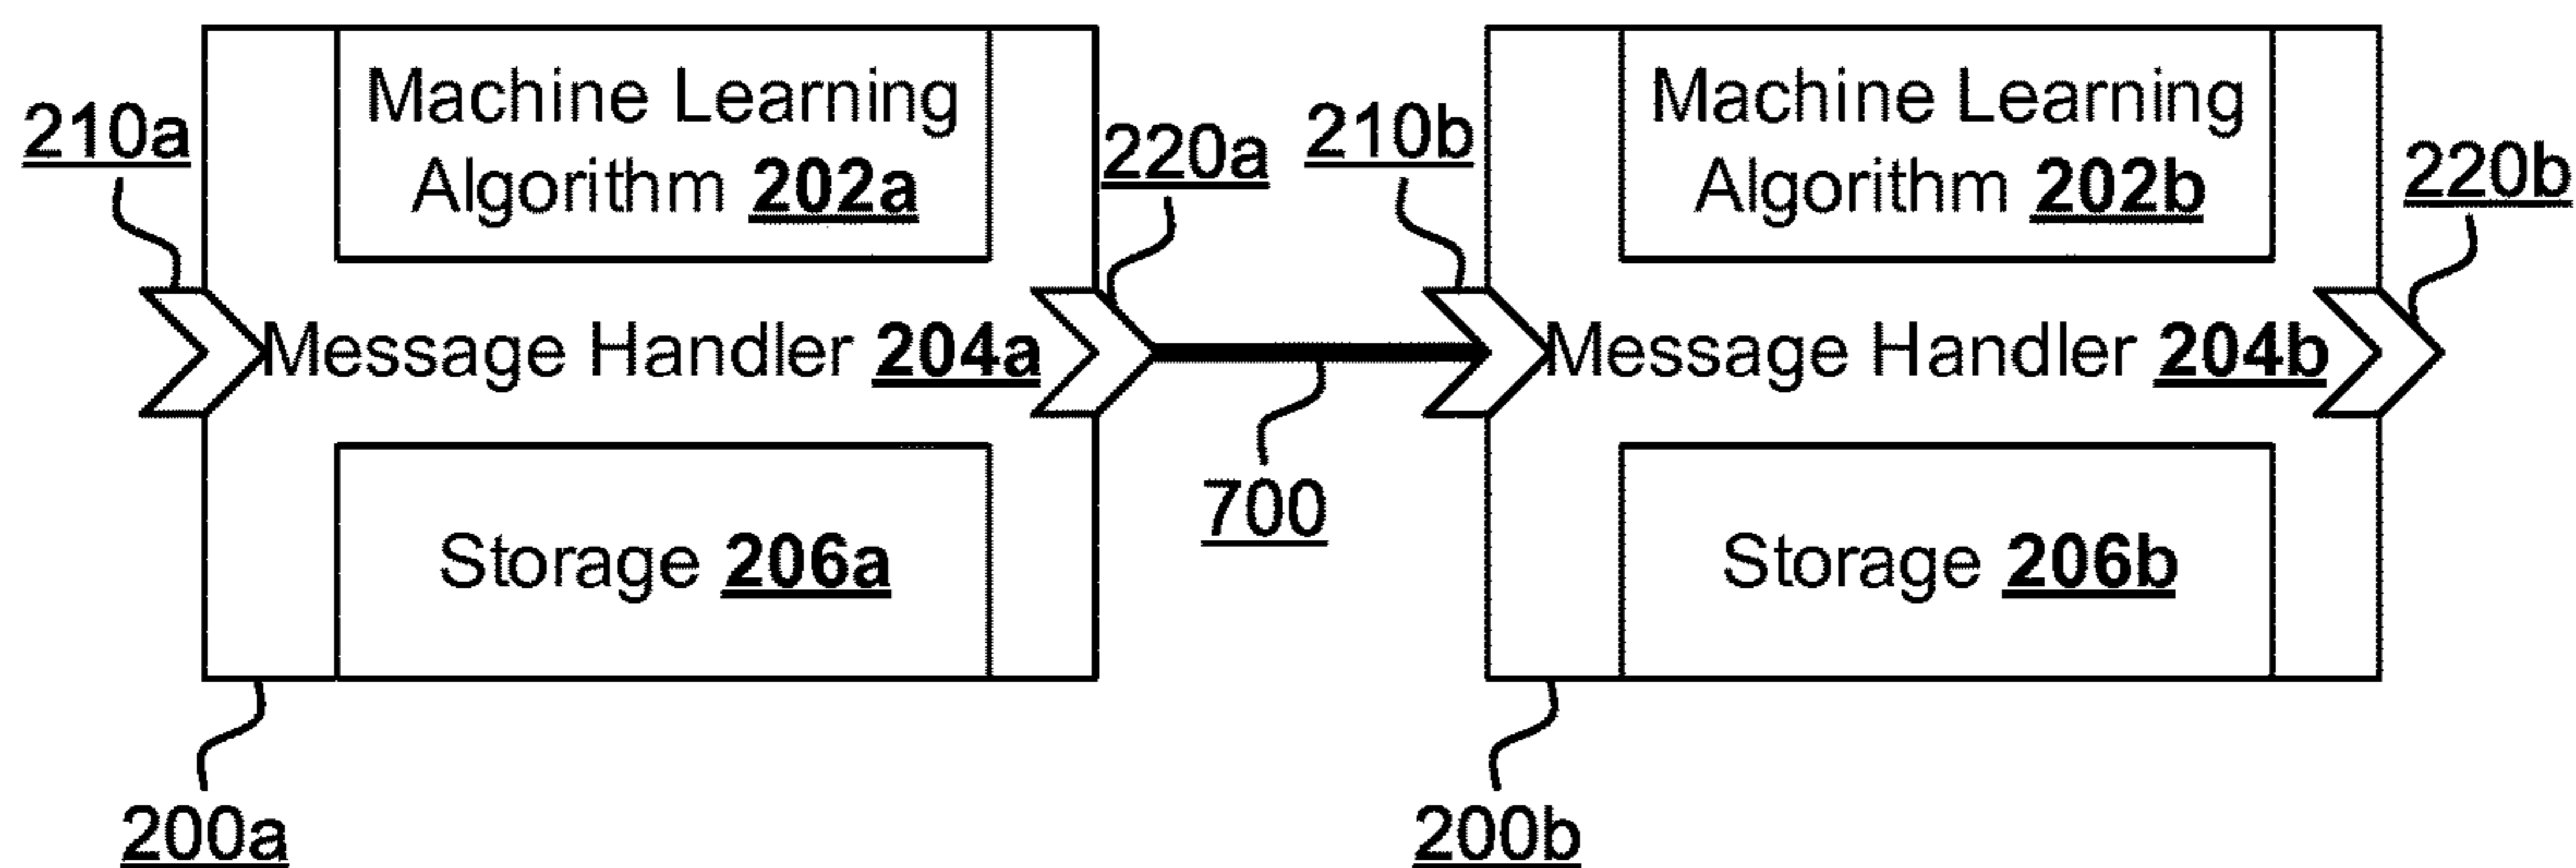 Machine Learning
Algorithm 202a
210a
220a
Message Handler 204a
Storage 206a
200a
700
Machine Learning
Algorithm 202b
210b
220b
Message Handler 204b
Storage 206b
200b